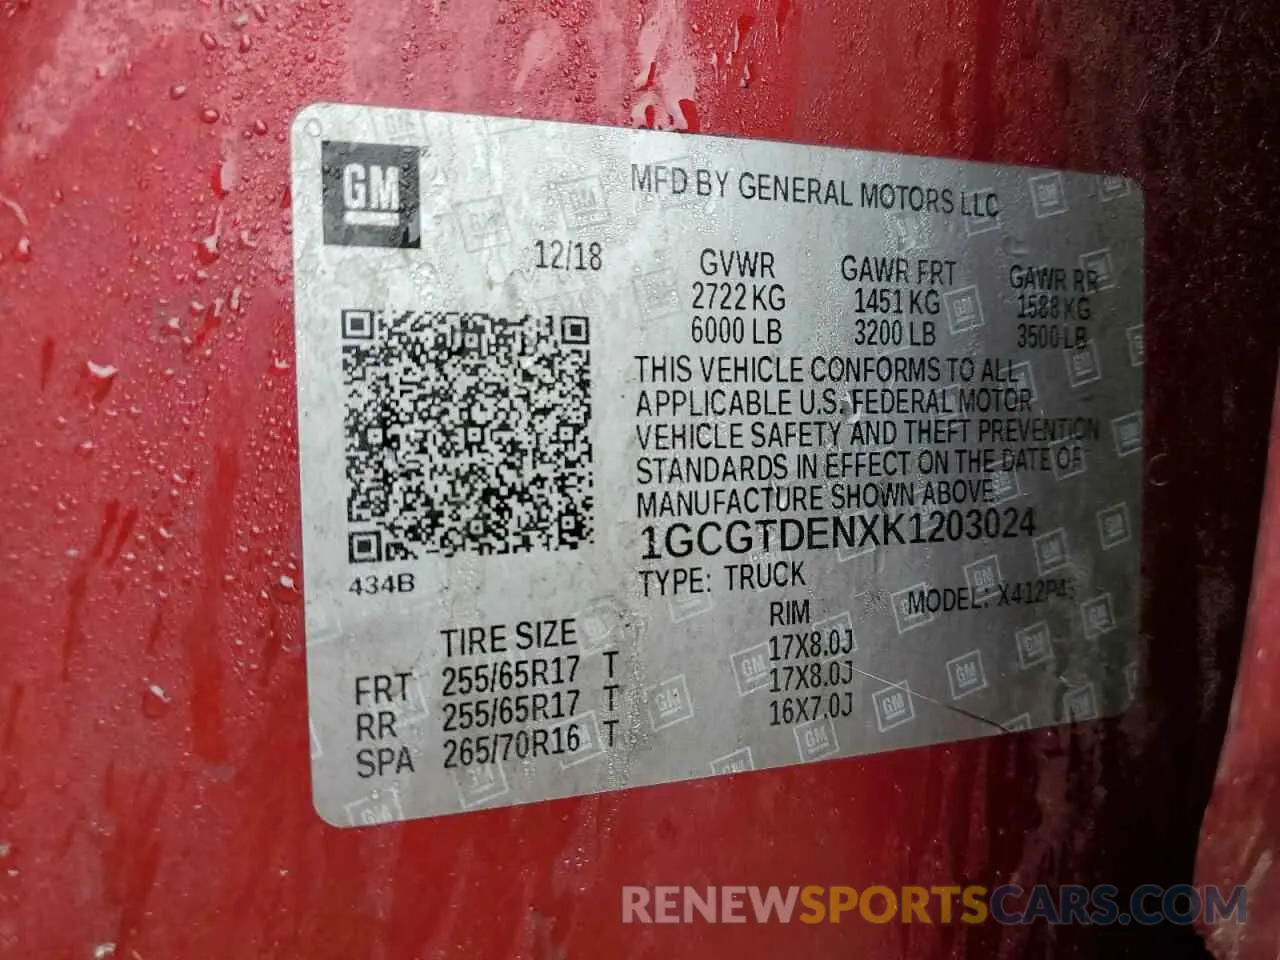 GM
MFD BY GENERAL MOTORS LLC
12/18
GVWR GAWR FRT GAWR RR
2722 KG 1451 KG 1588 KG
6000 LB 3200 LB 3500 LB
THIS VEHICLE CONFORMS TO ALL
APPLICABLE U.S. FEDERAL MOTOR
VEHICLE SAFETY AND THEFT PREVENTION
STANDARDS IN EFFECT ON THE DATE OF
MANUFACTURE SHOWN ABOVE.
1GCGTDENXK1203024
434B
TYPE: TRUCK MODEL:
TIRE SIZE RIM
FRT 255/65R17 T 17X8.0J
RR 255/65R17 T 17X8.0J
SPA 265/70R16 T 16X7.0J
RENEWSPORTSCARS.COM